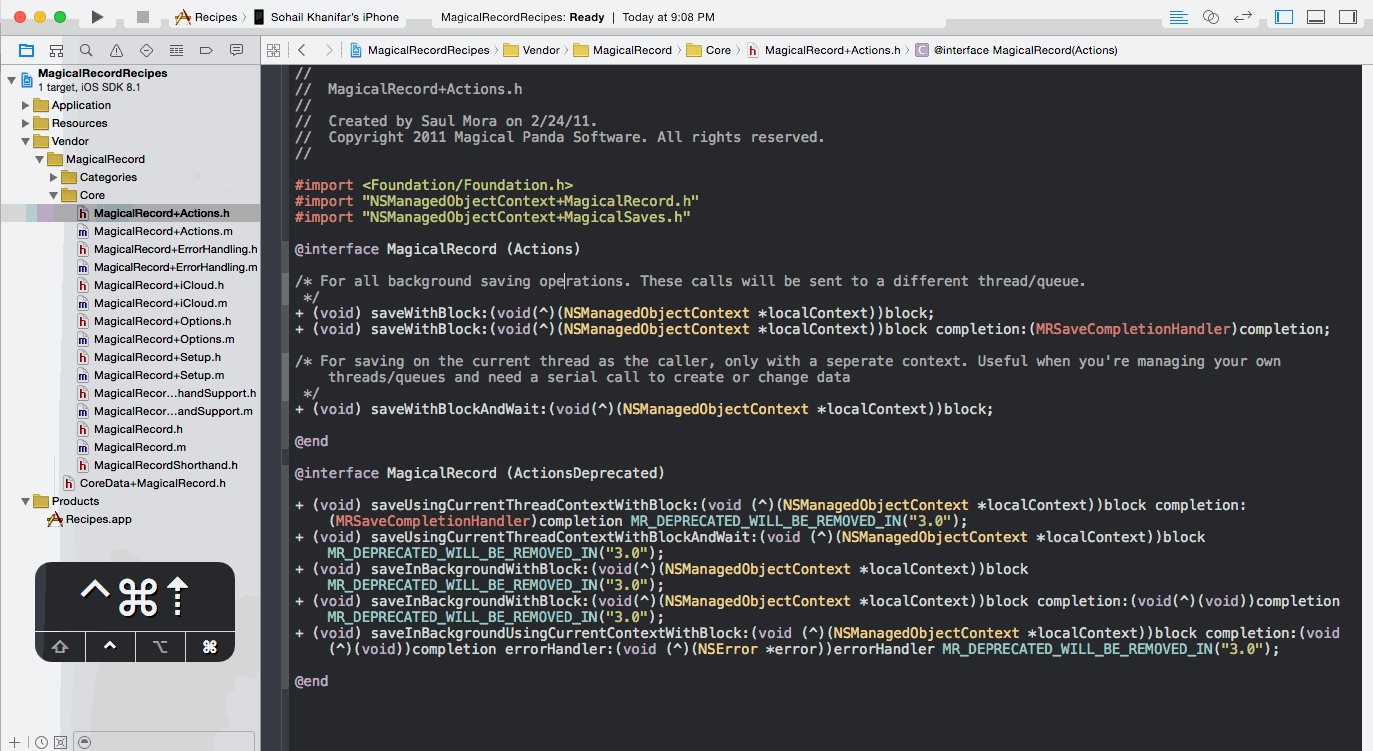 Recipes
Sohail Khanifar's iPhone
MagicalRecordRecipes: Ready | Today at 9:08 PM
MagicalRecordRecipes
Vendor
MagicalRecord
Core
MagicalRecord+Actions.h
@interface MagicalRecord(Actions)
MagicalRecordRecipes
1 target, iOS SDK 8.1
Application
Resources
Vendor
MagicalRecord
Categories
Core
MagicalRecord+Actions.h
MagicalRecord+Actions.m
MagicalRecord+ErrorHandling.h
MagicalRecord+ErrorHandling.m
MagicalRecord+iCloud.h
MagicalRecord+iCloud.m
MagicalRecord+Options.h
MagicalRecord+Options.m
MagicalRecord+Setup.h
MagicalRecord+Setup.m
MagicalRecor...handSupport.h
MagicalRecor...andSupport.m
MagicalRecord.h
MagicalRecord.m
MagicalRecordShorthand.h
CoreData+MagicalRecord.h
Products
Recipes.app
//
//  MagicalRecord+Actions.h
//
//  Created by Saul Mora on 2/24/11.
//  Copyright 2011 Magical Panda Software. All rights reserved.
//
#import <Foundation/Foundation.h>
#import "NSManagedObjectContext+MagicalRecord.h"
#import "NSManagedObjectContext+MagicalSaves.h"
@interface MagicalRecord (Actions)
/* For all background saving operations. These calls will be sent to a different thread/queue.
 */
+ (void) saveWithBlock:(void(^)(NSManagedObjectContext *localContext))block;
+ (void) saveWithBlock:(void(^)(NSManagedObjectContext *localContext))block completion:(MRSaveCompletionHandler)completion;
/* For saving on the current thread as the caller, only with a seperate context. Useful when you're managing your own
    threads/queues and need a serial call to create or change data
 */
+ (void) saveWithBlockAndWait:(void(^)(NSManagedObjectContext *localContext))block;
@end
@interface MagicalRecord (ActionsDeprecated)
+ (void) saveUsingCurrentThreadContextWithBlock:(void (^)(NSManagedObjectContext *localContext))block completion:
    (MRSaveCompletionHandler)completion MR_DEPRECATED_WILL_BE_REMOVED_IN("3.0");
+ (void) saveUsingCurrentThreadContextWithBlockAndWait:(void (^)(NSManagedObjectContext *localContext))block
    MR_DEPRECATED_WILL_BE_REMOVED_IN("3.0");
+ (void) saveInBackgroundWithBlock:(void(^)(NSManagedObjectContext *localContext))block
    MR_DEPRECATED_WILL_BE_REMOVED_IN("3.0");
+ (void) saveInBackgroundWithBlock:(void(^)(NSManagedObjectContext *localContext))block completion:(void(^)(void))completion
    MR_DEPRECATED_WILL_BE_REMOVED_IN("3.0");
+ (void) saveInBackgroundUsingCurrentContextWithBlock:(void (^)(NSManagedObjectContext *localContext))block completion:(void
    (^)(void))completion errorHandler:(void (^)(NSError *error))errorHandler MR_DEPRECATED_WILL_BE_REMOVED_IN("3.0");
@end
^⌘⇡
⇧ ^ ⌥ ⌘